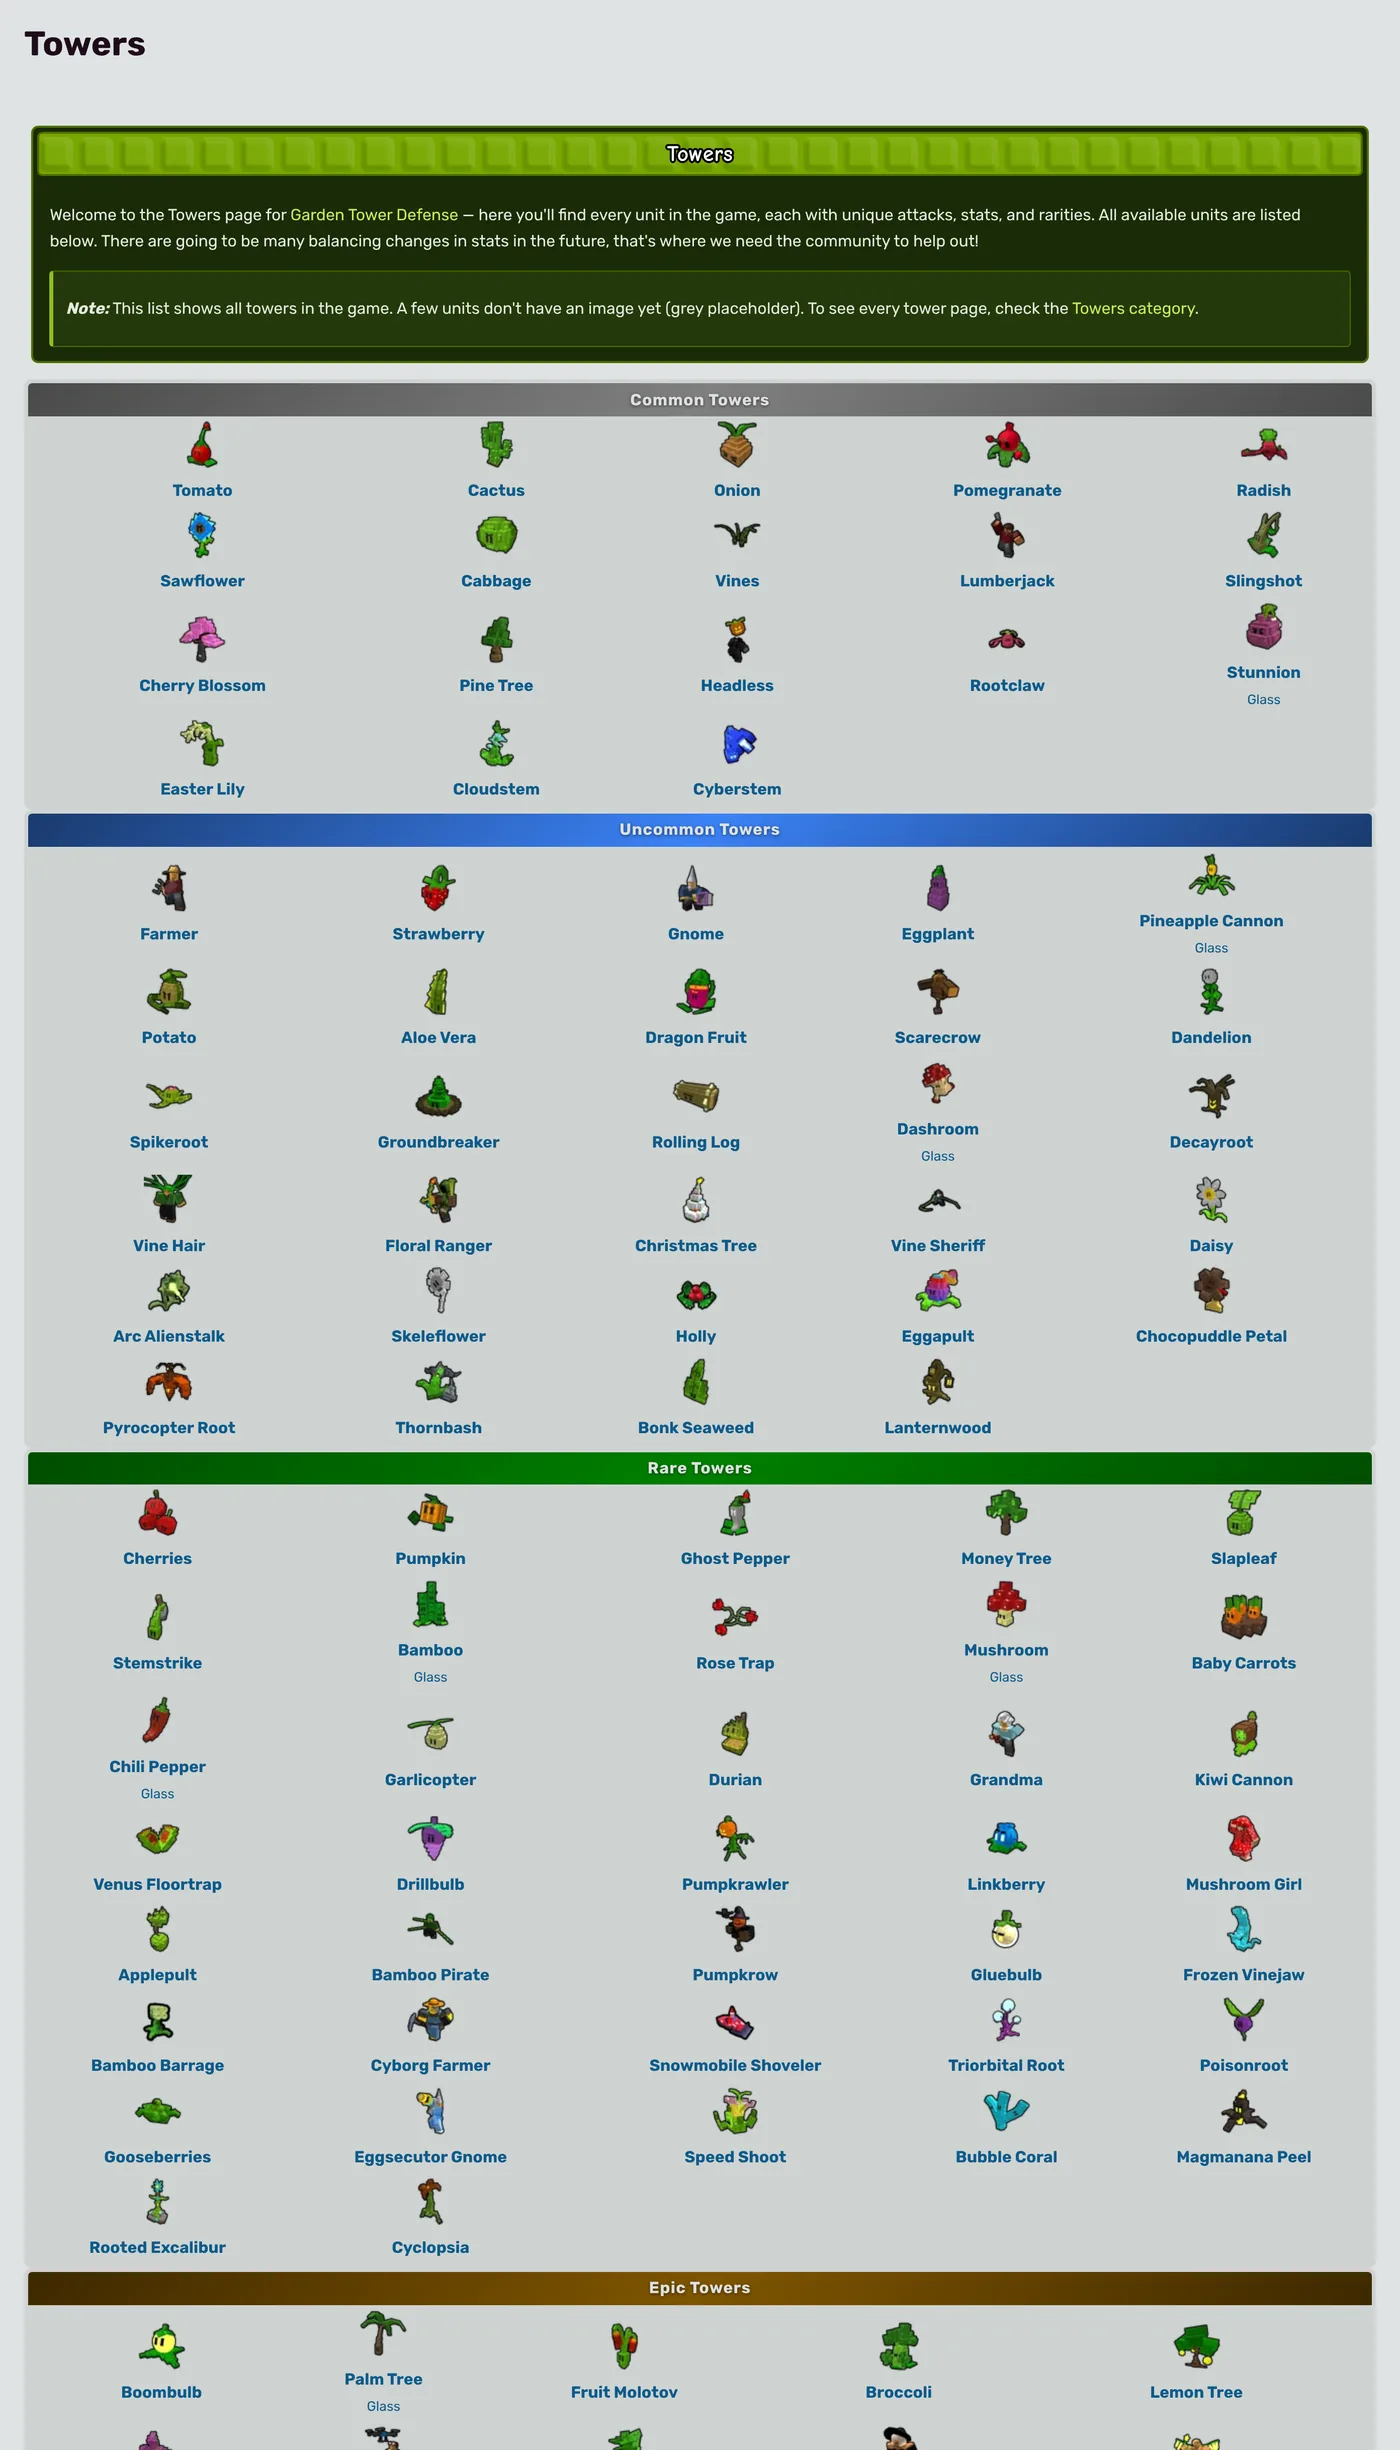 Towers
Towers
Welcome to the Towers page for Garden Tower Defense — here you'll find every unit in the game, each with unique attacks, stats, and rarities. All available units are listed
below. There are going to be many balancing changes in stats in the future, that's where we need the community to help out!
Note: This list shows all towers in the game. A few units don't have an image yet (grey placeholder). To see every tower page, check the Towers category.
Common Towers
Tomato Cactus Onion Pomegranate Radish
Sawflower Cabbage Vines Lumberjack Slingshot
Cherry Blossom Pine Tree Headless Rootclaw Stunnion
Glass
Easter Lily Cloudstem Cyberstem
Uncommon Towers
Farmer Strawberry Gnome Eggplant Pineapple Cannon
Glass
Potato Aloe Vera Dragon Fruit Scarecrow Dandelion
Spikeroot Groundbreaker Rolling Log Dashroom Decayroot
Glass
Vine Hair Floral Ranger Christmas Tree Vine Sheriff Daisy
Arc Alienstalk Skeleflower Holly Eggapult Chocopuddle Petal
Pyrocopter Root Thornbash Bonk Seaweed Lanternwood
Rare Towers
Cherries Pumpkin Ghost Pepper Money Tree Slapleaf
Stemstrike Bamboo Rose Trap Mushroom Baby Carrots
Glass Glass
Chili Pepper Garlicopter Durian Grandma Kiwi Cannon
Glass
Venus Floortrap Drillbulb Pumpkrawler Linkberry Mushroom Girl
Applepult Bamboo Pirate Pumpkrow Gluebulb Frozen Vinejaw
Bamboo Barrage Cyborg Farmer Snowmobile Shoveler Triorbital Root Poisonroot
Gooseberries Eggsecutor Gnome Speed Shoot Bubble Coral Magmanana Peel
Rooted Excalibur Cyclopsia
Epic Towers
Boombulb Palm Tree Fruit Molotov Broccoli Lemon Tree
Glass